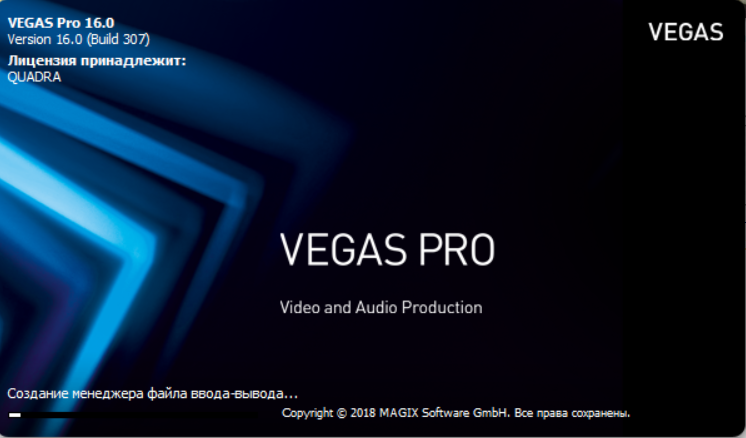 VEGAS Pro 16.0
Version 16.0 (Build 307)
Лицензия принадлежит:
QUADRA
VEGAS
VEGAS PRO
Video and Audio Production
Создание менеджера файла ввода-вывода...
Copyright © 2018 MAGIX Software GmbH. Все права сохранены.